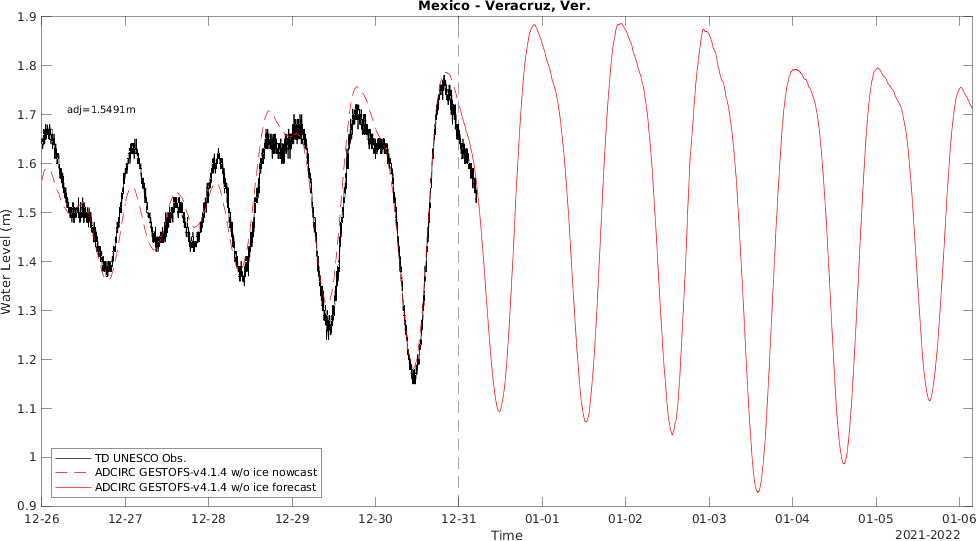 Mexico - Veracruz, Ver.
1.9
1.8
1.7
1.6
1.5
1.4
1.3
1.2
1.1
1
0.9
Water Level (m)
adj=1.5491m
TD UNESCO Obs.
ADCIRC GESTOFS-v4.1.4 w/o ice nowcast
ADCIRC GESTOFS-v4.1.4 w/o ice forecast
12-26 12-27 12-28 12-29 12-30 12-31 01-01 01-02 01-03 01-04 01-05 01-06
Time
2021-2022